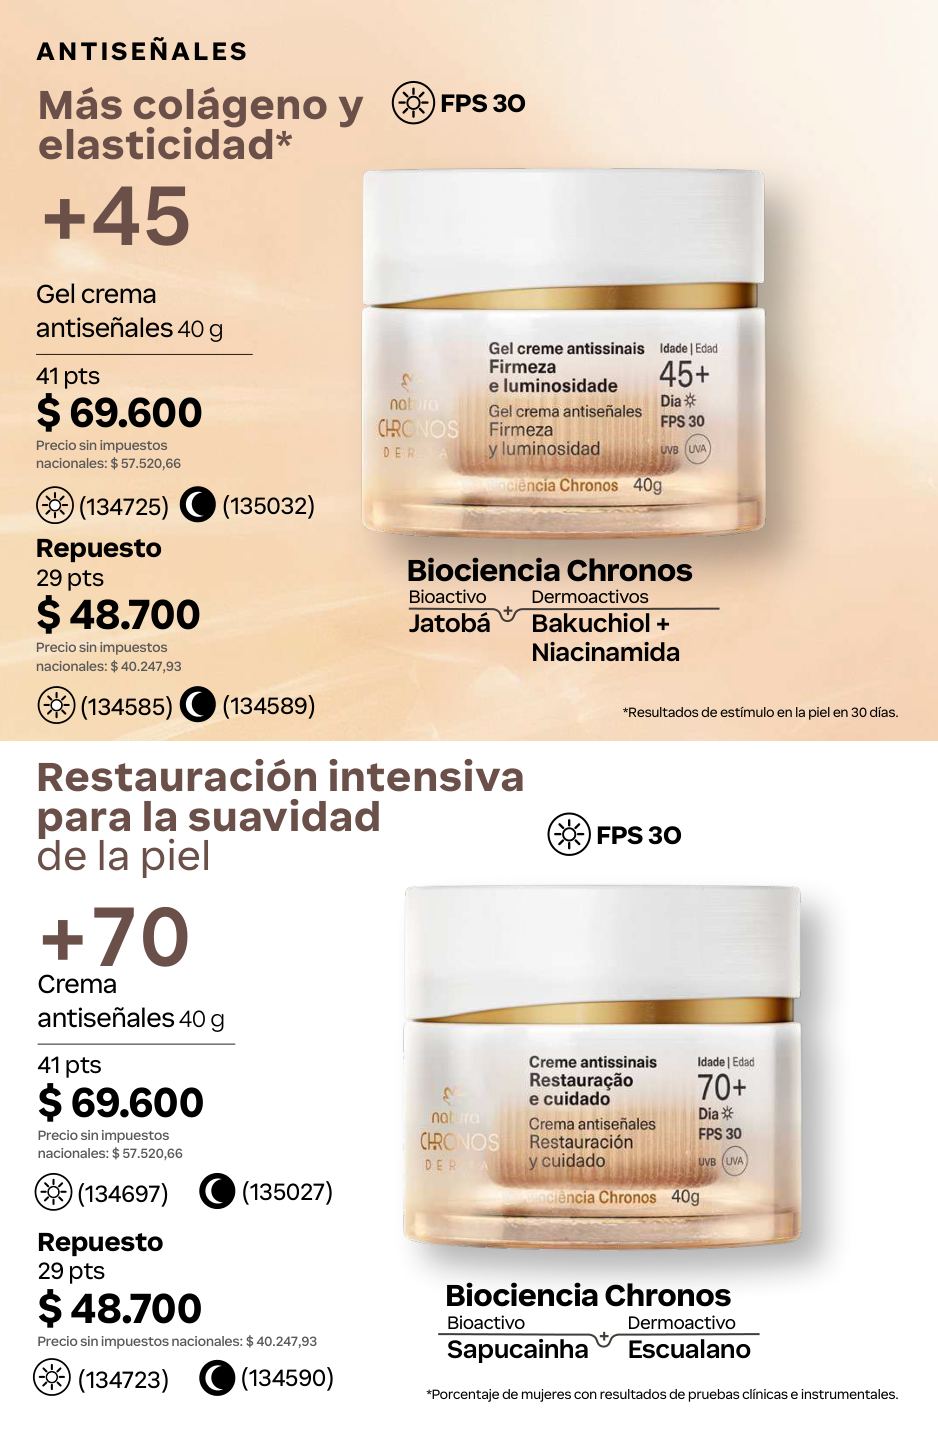 ANTISEÑALES
Más colágeno y
elasticidad*
FPS 30
+45
Gel crema
antiseñales 40 g
41 pts
$ 69.600
Precio sin impuestos
nacionales: $ 57.520,66
(134725) (135032)
Repuesto
29 pts
$ 48.700
Precio sin impuestos
nacionales: $ 40.247,93
(134585) (134589)
natura
CHRONOS
Gel creme antissinais
Firmeza
e luminosidade
Gel crema antiseñales
Firmeza
y luminosidad
Idade | Edad
45+
Dia
FPS 30
UVB UVA
Chronos 40g
Biociencia Chronos
Bioactivo + Dermoactivos
Jatobá Bakuchiol +
Niacinamida
*Resultados de estímulo en la piel en 30 días.
Restauración intensiva
para la suavidad
de la piel
FPS 30
+70
Crema
antiseñales 40 g
41 pts
$ 69.600
Precio sin impuestos
nacionales: $ 57.520,66
(134697) (135027)
Repuesto
29 pts
$ 48.700
Precio sin impuestos nacionales: $ 40.247,93
(134723) (134590)
natura
CHRONOS
Creme antissinais
Restauração
e cuidado
Crema antiseñales
Restauración
y cuidado
Idade | Edad
70+
Dia
FPS 30
UVB UVA
Chronos 40g
Biociencia Chronos
Bioactivo + Dermoactivo
Sapucainha Escualano
*Porcentaje de mujeres con resultados de pruebas clínicas e instrumentales.